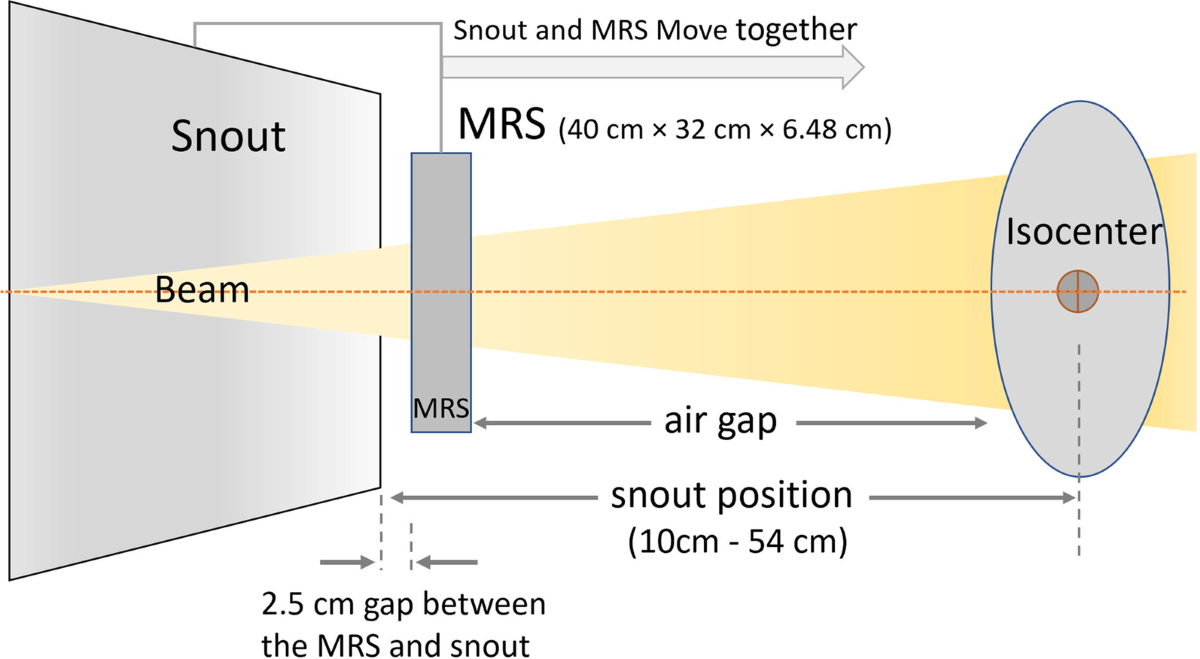 Snout and MRS Move together
Snout
MRS (40 cm × 32 cm × 6.48 cm)
Isocenter
Beam
MRS
air gap
snout position
(10cm - 54 cm)
2.5 cm gap between
the MRS and snout